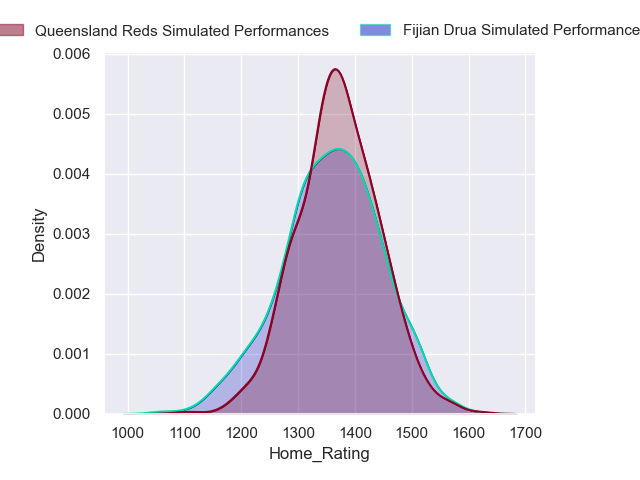 Queensland Reds Simulated Performances
Fijian Drua Simulated Performance
0.006
0.005
0.004
0.003
0.002
0.001
0.000
Density
1000 1100 1200 1300 1400 1500 1600 1700
Home_Rating